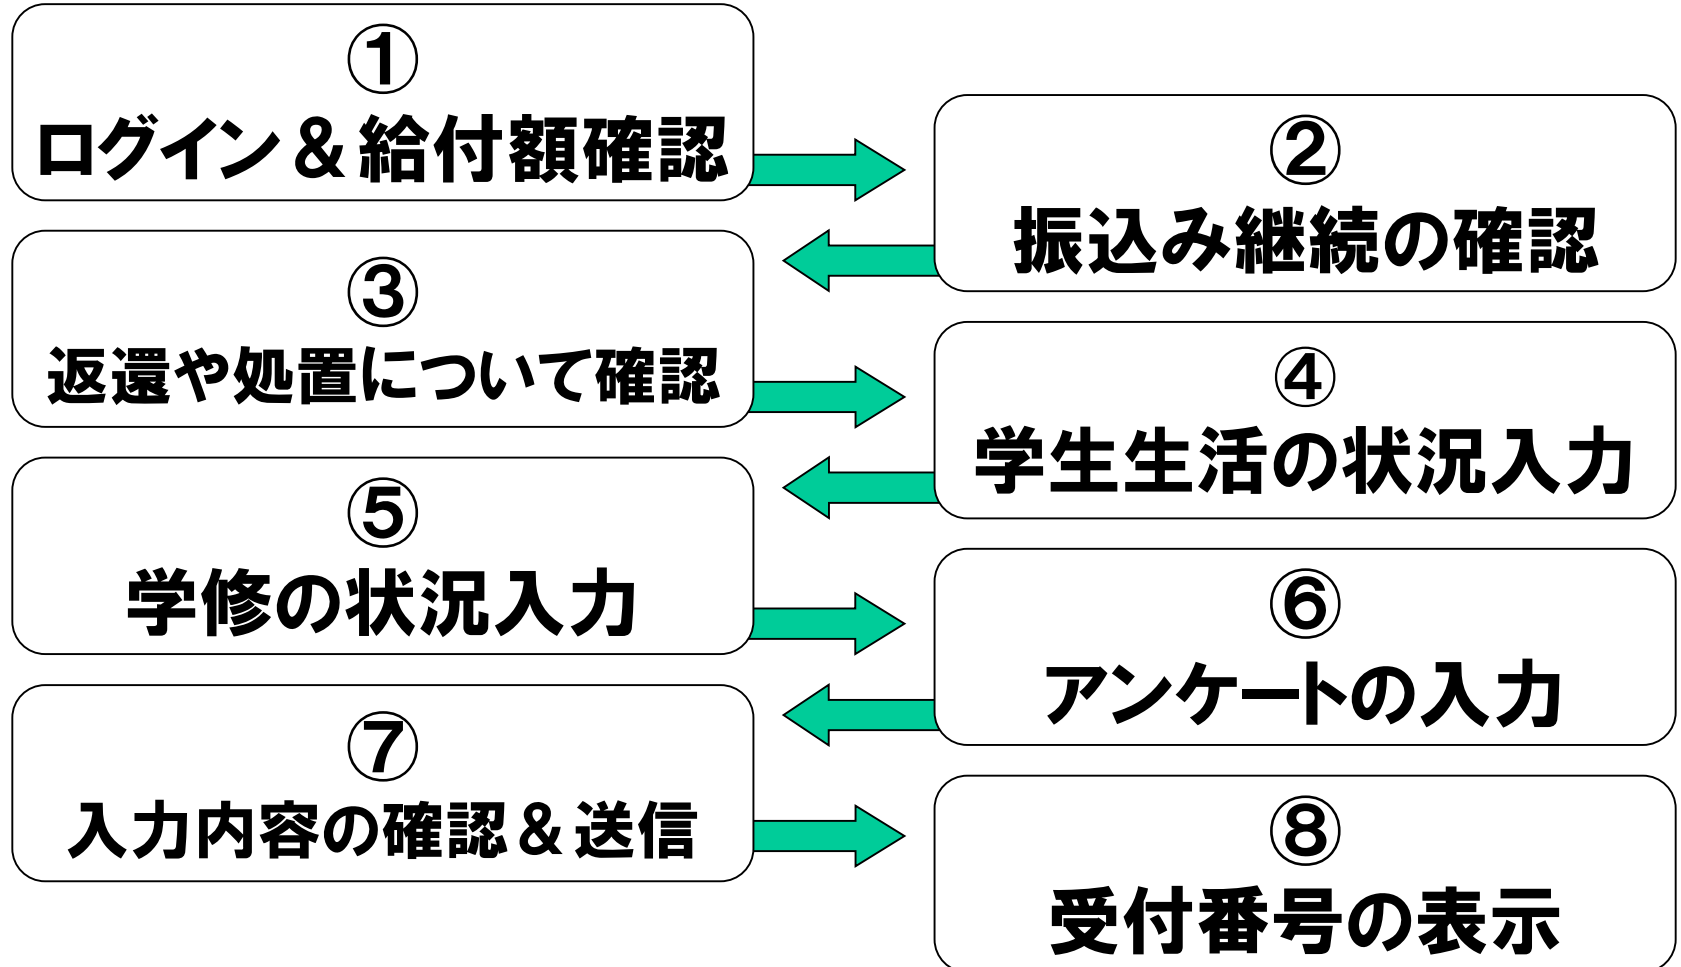 ①
ログイン＆給付額確認
②
振込み継続の確認
③
返還や処置について確認
④
学生生活の状況入力
⑤
学修の状況入力
⑥
アンケートの入力
⑦
入力内容の確認＆送信
⑧
受付番号の表示